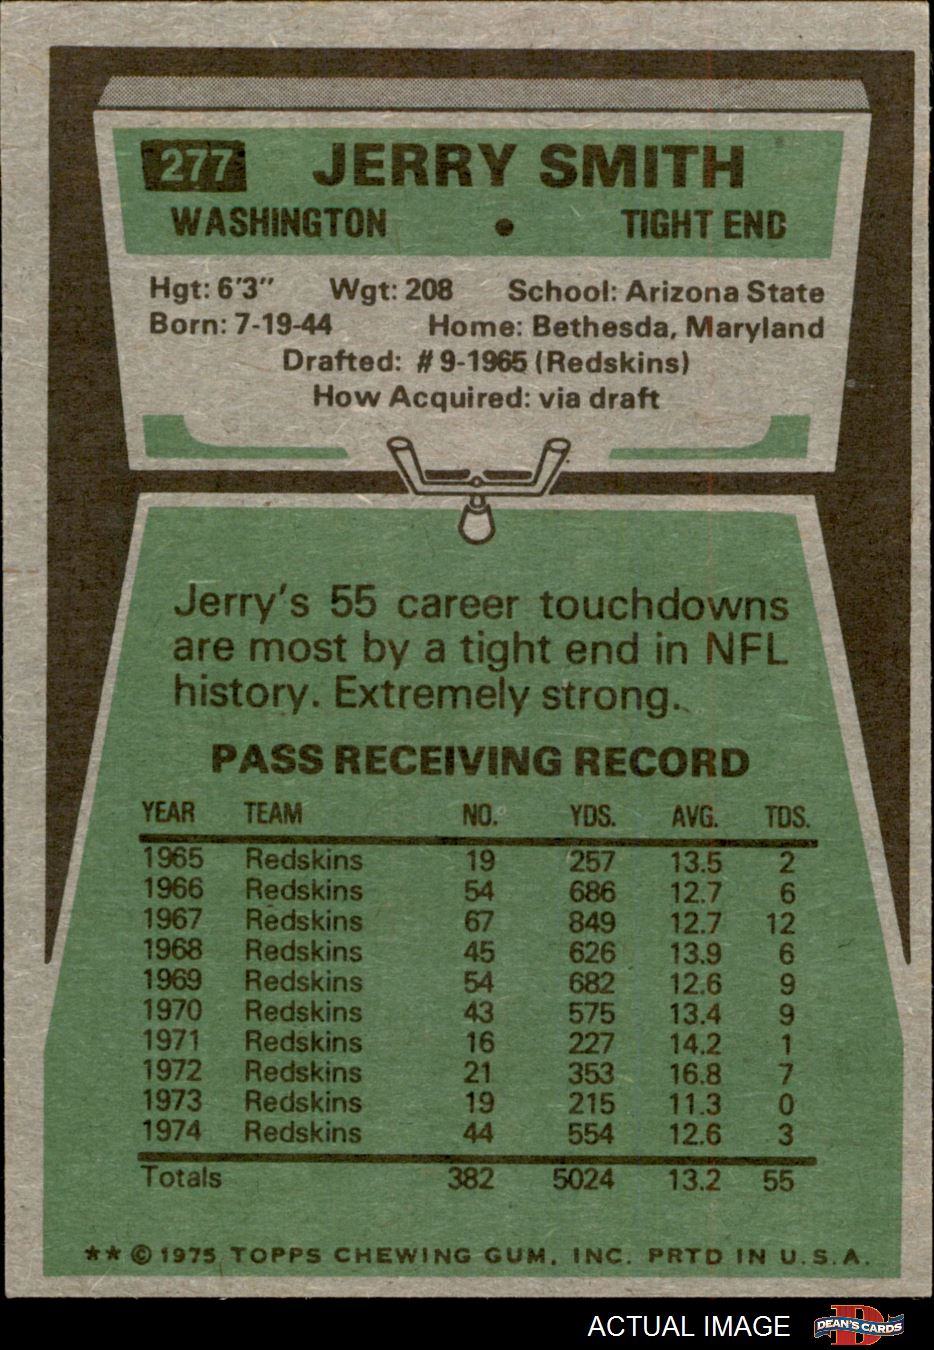 277 JERRY SMITH
WASHINGTON • TIGHT END
Hgt: 6'3" Wgt: 208 School: Arizona State
Born: 7-19-44 Home: Bethesda, Maryland
Drafted: #9-1965 (Redskins)
How Acquired: via draft
Jerry's 55 career touchdowns
are most by a tight end in NFL
history. Extremely strong.
PASS RECEIVING RECORD
YEAR TEAM NO. YDS. AVG. TDS.
1965 Redskins 19 257 13.5 2
1966 Redskins 54 686 12.7 6
1967 Redskins 67 849 12.7 12
1968 Redskins 45 626 13.9 6
1969 Redskins 54 682 12.6 9
1970 Redskins 43 575 13.4 9
1971 Redskins 16 227 14.2 1
1972 Redskins 21 353 16.8 7
1973 Redskins 19 215 11.3 0
1974 Redskins 44 554 12.6 3
Totals 382 5024 13.2 55
**© 1975 TOPPS CHEWING GUM, INC. PRTD IN U.S.A.
ACTUAL IMAGE DEAN'S CARDS